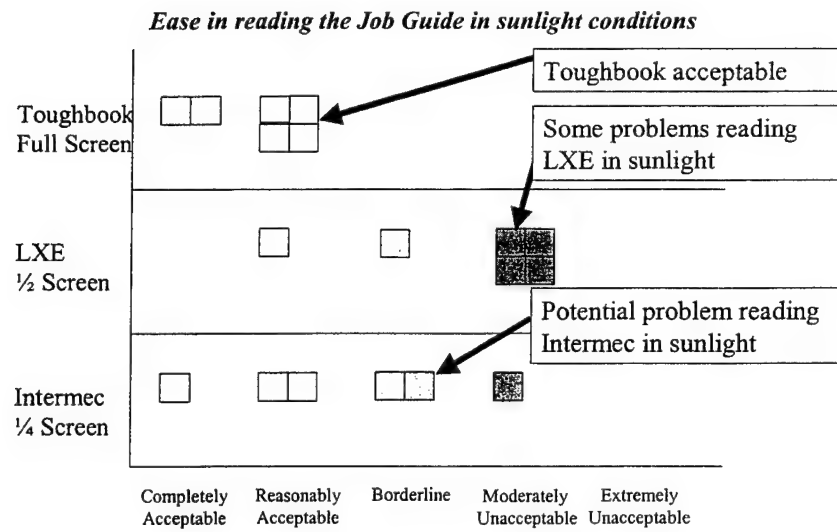 Ease in reading the Job Guide in sunlight conditions
Toughbook acceptable
Toughbook
Full Screen
Some problems reading
LXE in sunlight
LXE
½ Screen
Potential problem reading
Intermec in sunlight
Intermec
¼ Screen
Completely
Acceptable
Reasonably
Acceptable
Borderline
Moderately
Unacceptable
Extremely
Unacceptable